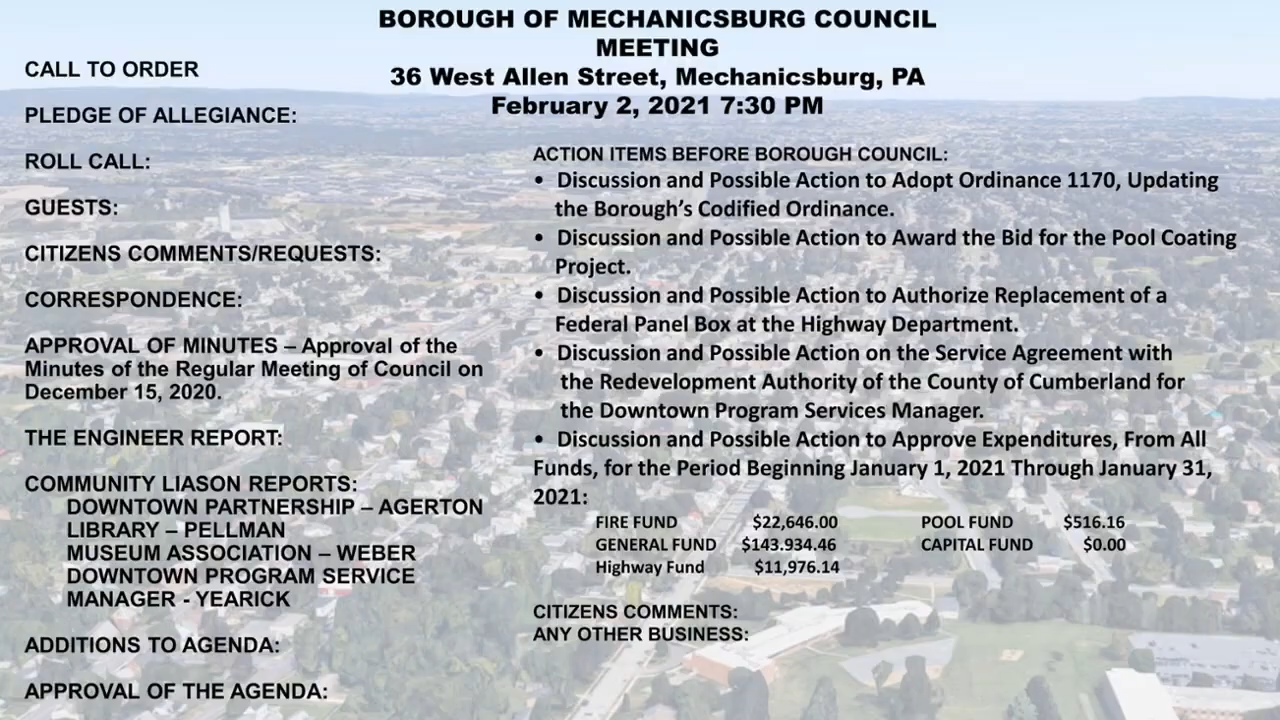 BOROUGH OF MECHANICSBURG COUNCIL
MEETING
36 West Allen Street, Mechanicsburg, PA
February 2, 2021 7:30 PM
CALL TO ORDER
PLEDGE OF ALLEGIANCE:
ROLL CALL:
GUESTS:
CITIZENS COMMENTS/REQUESTS:
CORRESPONDENCE:
APPROVAL OF MINUTES – Approval of the
Minutes of the Regular Meeting of Council on
December 15, 2020.
THE ENGINEER REPORT:
COMMUNITY LIASON REPORTS:
DOWNTOWN PARTNERSHIP – AGERTON
LIBRARY – PELLMAN
MUSEUM ASSOCIATION – WEBER
DOWNTOWN PROGRAM SERVICE
MANAGER - YEARICK
ADDITIONS TO AGENDA:
APPROVAL OF THE AGENDA:
ACTION ITEMS BEFORE BOROUGH COUNCIL:
• Discussion and Possible Action to Adopt Ordinance 1170, Updating
the Borough’s Codified Ordinance.
• Discussion and Possible Action to Award the Bid for the Pool Coating
Project.
• Discussion and Possible Action to Authorize Replacement of a
Federal Panel Box at the Highway Department.
• Discussion and Possible Action on the Service Agreement with
the Redevelopment Authority of the County of Cumberland for
the Downtown Program Services Manager.
• Discussion and Possible Action to Approve Expenditures, From All
Funds, for the Period Beginning January 1, 2021 Through January 31,
2021:
FIRE FUND $22,646.00 POOL FUND $516.16
GENERAL FUND $143.934.46 CAPITAL FUND $0.00
Highway Fund $11,976.14
CITIZENS COMMENTS:
ANY OTHER BUSINESS: